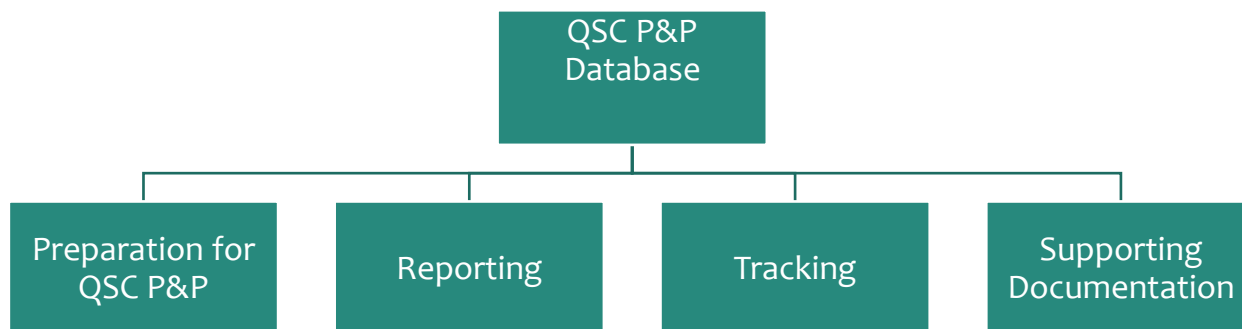 QSC P&P
Database
Preparation for
QSC P&P
Reporting
Tracking
Supporting
Documentation